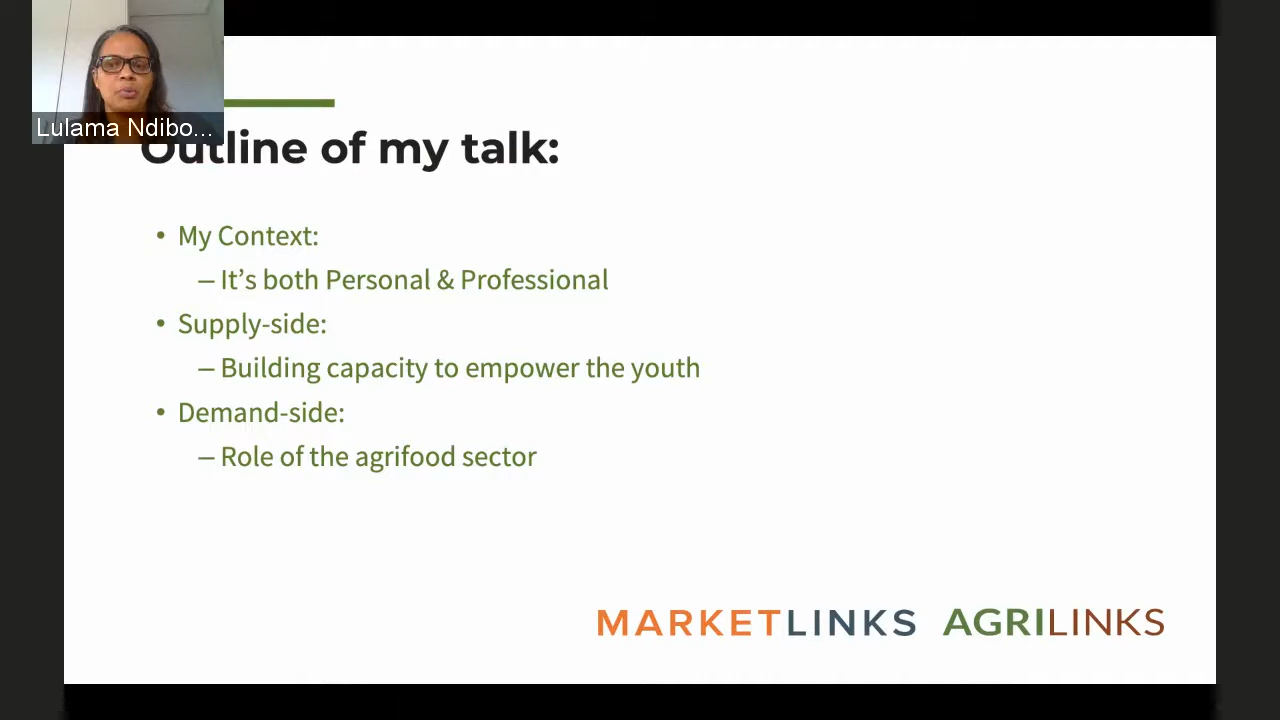 Lulama Ndibo...
Outline of my talk:
• My Context:
– It's both Personal & Professional
• Supply-side:
– Building capacity to empower the youth
• Demand-side:
– Role of the agrifood sector
MARKETLINKS AGRILINKS